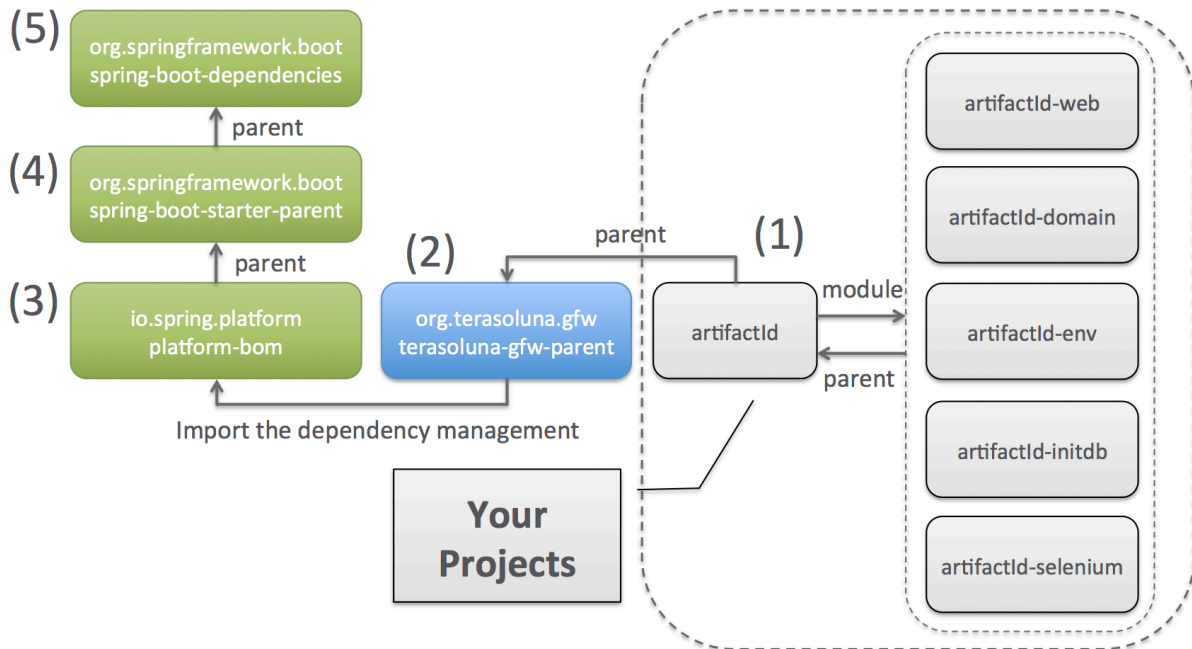 (5)
org.springframework.boot
spring-boot-dependencies
parent
(4)
org.springframework.boot
spring-boot-starter-parent
parent
(3)
io.spring.platform
platform-bom
(2)
org.terasoluna.gfw
terasoluna-gfw-parent
Import the dependency management
parent
(1)
artifactId
module
parent
artifactId-web
artifactId-domain
artifactId-env
artifactId-initdb
artifactId-selenium
Your
Projects